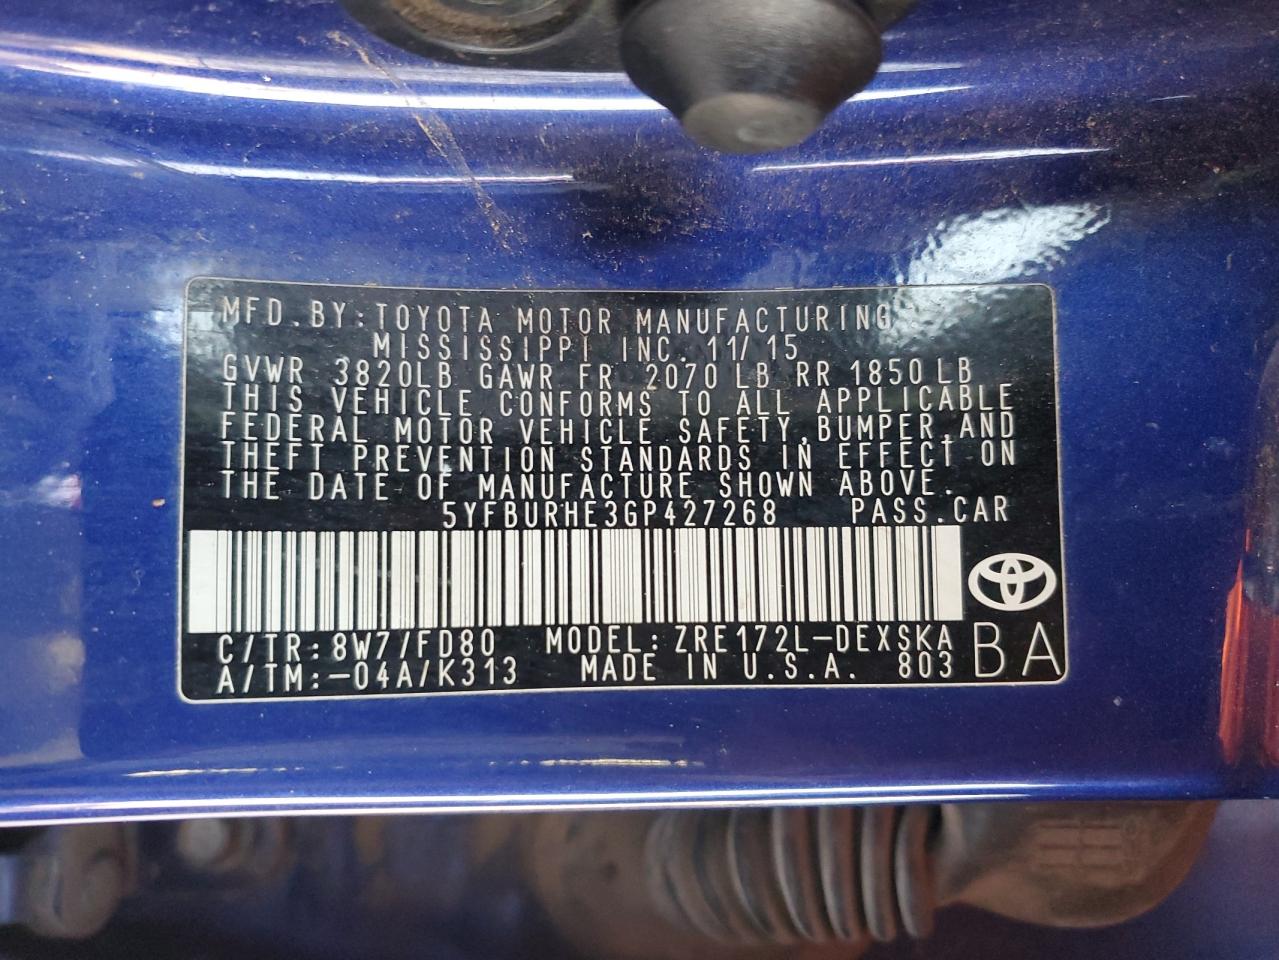 MFD.BY:TOYOTA MOTOR MANUFACTURING
MISSISSIPPI INC. 11/15
GVWR 3820LB GAWR FR 2070 LB RR 1850 LB
THIS VEHICLE CONFORMS TO ALL APPLICABLE
FEDERAL MOTOR VEHICLE SAFETY,BUMPER,AND
THEFT PREVENTION STANDARDS IN EFFECT ON
THE DATE OF MANUFACTURE SHOWN ABOVE.
5YFBURHE3GP427268 PASS.CAR
C/TR:8W7/FD80 MODEL:ZRE172L-DEXSKA
A/TM:-04A/K313 MADE IN U.S.A. 803 BA